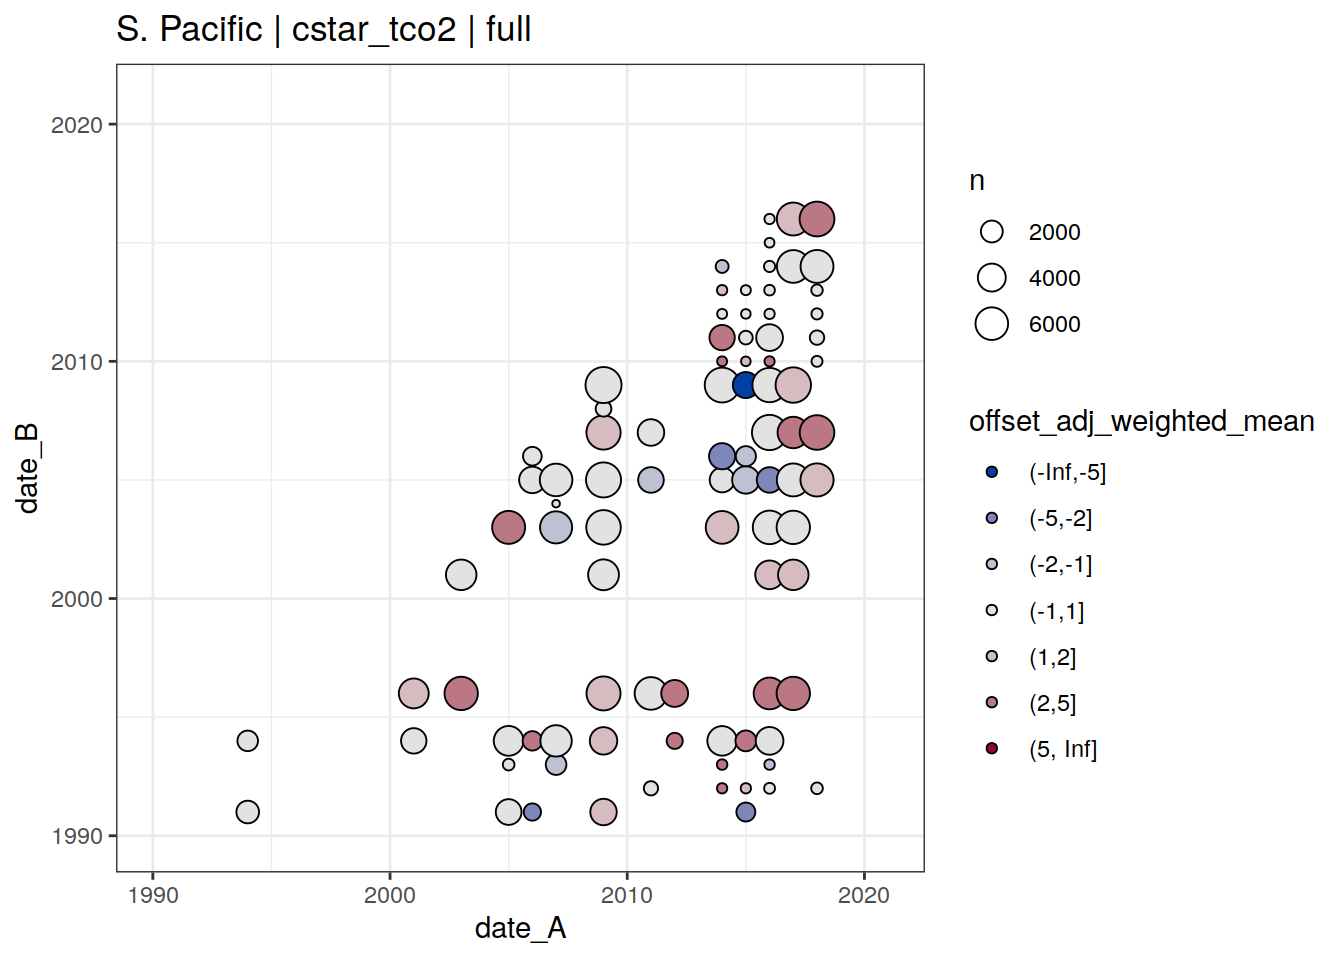 S. Pacific | cstar_tco2 | full
date_B
2020
2010
2000
1990
1990 2000 2010 2020
date_A
n
2000
4000
6000
offset_adj_weighted_mean
(-Inf,-5]
(-5,-2]
(-2,-1]
(-1,1]
(1,2]
(2,5]
(5, Inf]